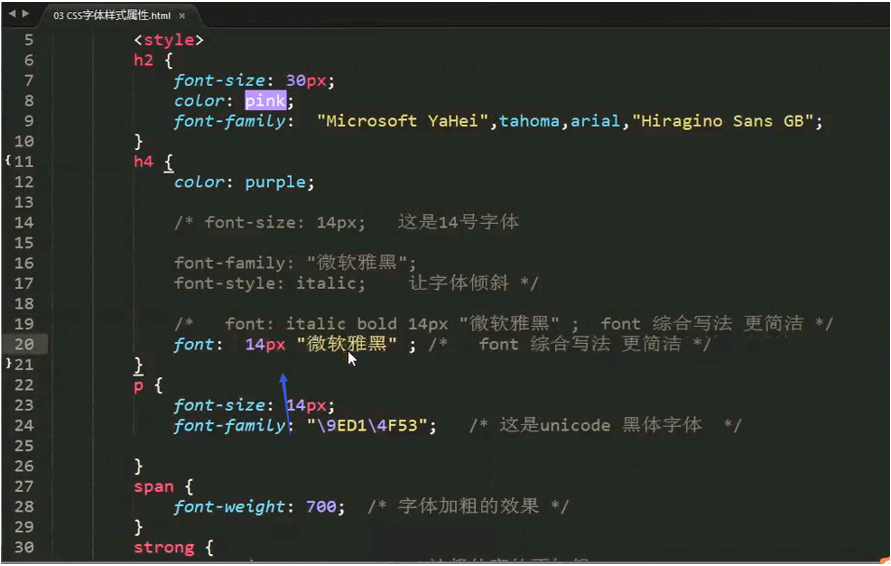 03 CSS字体样式属性.html ×
5 <style>
6 h2 {
7 font-size: 30px;
8 color: pink;
9 font-family: "Microsoft YaHei",tahoma,arial,"Hiragino Sans GB";
10 }
11 h4 {
12 color: purple;
13
14 /* font-size: 14px; 这是14号字体
15
16 font-family: "微软雅黑";
17 font-style: italic; 让字体倾斜 */
18
19 /* font: italic bold 14px "微软雅黑" ; font 综合写法 更简洁 */
20 font: 14px "微软雅黑" ; /* font 综合写法 更简洁 */
21 }
22 p {
23 font-size: 14px;
24 font-family: "\9ED1\4F53"; /* 这是unicode 黑体字体 */
25
26 }
27 span {
28 font-weight: 700; /* 字体加粗的效果 */
29 }
30 strong {